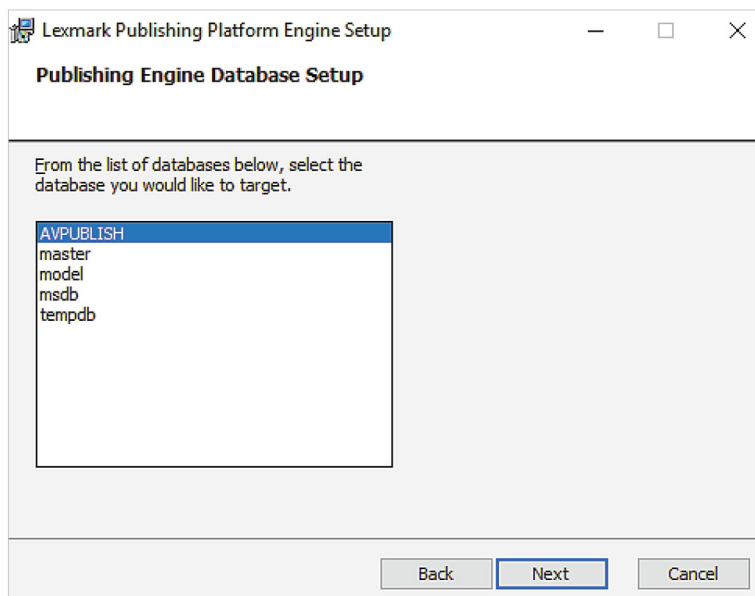 Lexmark Publishing Platform Engine Setup
Publishing Engine Database Setup
From the list of databases below, select the
database you would like to target.
AVPUBLISH
master
model
msdb
tempdb
Back
Next
Cancel